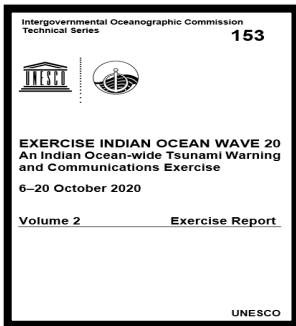 Intergovernmental Oceanographic Commission
Technical Series
153
UNESCO
EXERCISE INDIAN OCEAN WAVE 20
An Indian Ocean-wide Tsunami Warning
and Communications Exercise
6–20 October 2020
Volume 2 Exercise Report
UNESCO